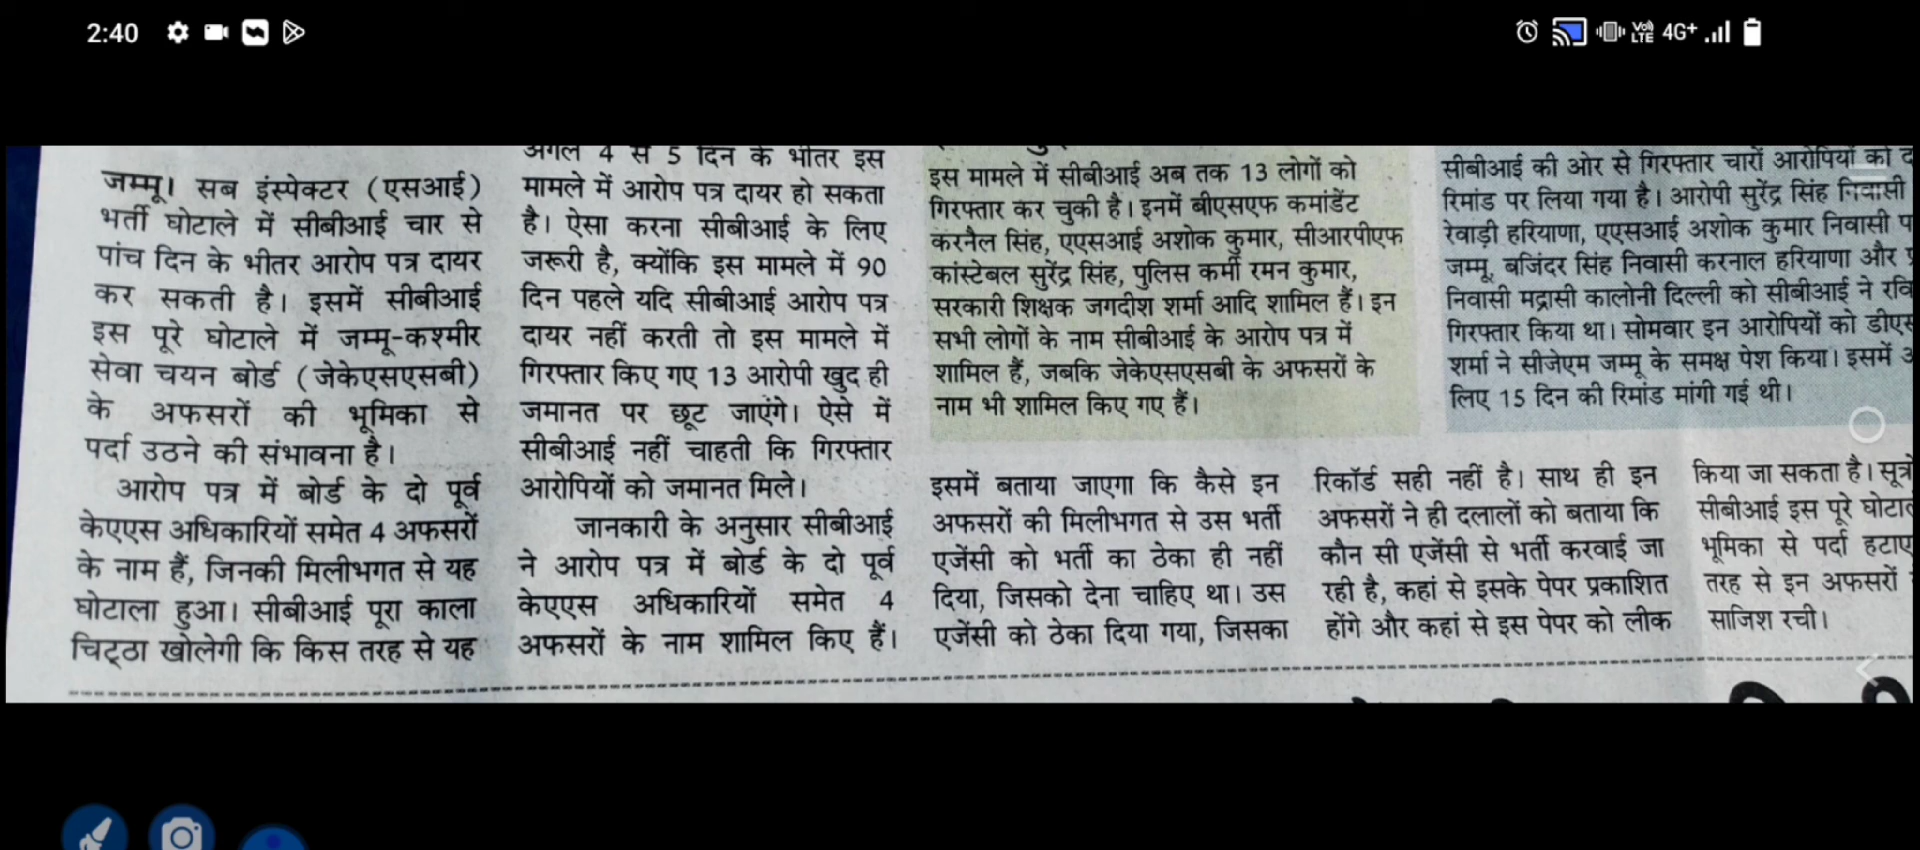 2:40
4G+
जम्मू। सब इंस्पेक्टर (एसआई)
भर्ती घोटाले में सीबीआई चार से
पांच दिन के भीतर आरोप पत्र दायर
कर सकती है। इसमें सीबीआई
इस पूरे घोटाले में जम्मू-कश्मीर
सेवा चयन बोर्ड (जेकेएसएसबी)
के अफसरों की भूमिका से
पर्दा उठने की संभावना है।
आरोप पत्र में बोर्ड के दो पूर्व
केएएस अधिकारियों समेत 4 अफसरों
के नाम हैं, जिनकी मिलीभगत से यह
घोटाला हुआ। सीबीआई पूरा काला
चिट्ठा खोलेगी कि किस तरह से यह
अगले 4 से 5 दिन के भीतर इस
मामले में आरोप पत्र दायर हो सकता
है। ऐसा करना सीबीआई के लिए
जरूरी है, क्योंकि इस मामले में 90
दिन पहले यदि सीबीआई आरोप पत्र
दायर नहीं करती तो इस मामले में
गिरफ्तार किए गए 13 आरोपी खुद ही
जमानत पर छूट जाएंगे। ऐसे में
सीबीआई नहीं चाहती कि गिरफ्तार
आरोपियों को जमानत मिले।
जानकारी के अनुसार सीबीआई
ने आरोप पत्र में बोर्ड के दो पूर्व
केएएस अधिकारियों समेत 4
अफसरों के नाम शामिल किए हैं।
इस मामले में सीबीआई अब तक 13 लोगों को
गिरफ्तार कर चुकी है। इनमें बीएसएफ कमांडेंट
करनैल सिंह, एएसआई अशोक कुमार, सीआरपीएफ
कांस्टेबल सुरेंद्र सिंह, पुलिस कर्मी रमन कुमार,
सरकारी शिक्षक जगदीश शर्मा आदि शामिल हैं। इन
सभी लोगों के नाम सीबीआई के आरोप पत्र में
शामिल हैं, जबकि जेकेएसएसबी के अफसरों के
नाम भी शामिल किए गए हैं।
सीबीआई की ओर से गिरफ्तार चारों आरोपियों को
रिमांड पर लिया गया है। आरोपी सुरेंद्र सिंह निवासी
रेवाड़ी हरियाणा, एएसआई अशोक कुमार निवासी
जम्मू, बजिंदर सिंह निवासी करनाल हरियाणा और
निवासी मद्रासी कालोनी दिल्ली को सीबीआई ने
गिरफ्तार किया था। सोमवार इन आरोपियों को
शर्मा ने सीजेएम जम्मू के समक्ष पेश किया। इसमें
लिए 15 दिन की रिमांड मांगी गई थी।
इसमें बताया जाएगा कि कैसे इन
अफसरों की मिलीभगत से उस भर्ती
एजेंसी को भर्ती का ठेका ही नहीं
दिया, जिसको देना चाहिए था। उस
एजेंसी को ठेका दिया गया, जिसका
रिकॉर्ड सही नहीं है। साथ ही इन
अफसरों ने ही दलालों को बताया कि
कौन सी एजेंसी से भर्ती करवाई जा
रही है, कहां से इसके पेपर प्रकाशित
होंगे और कहां से इस पेपर को लीक
किया जा सकता है।
सीबीआई इस पूरे
भूमिका से पर्दा
तरह से इन अफसरों
साजिश रची।